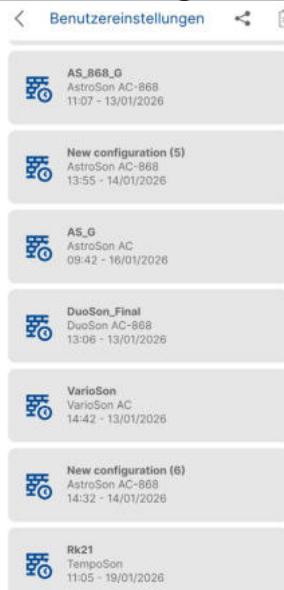 Benutzereinstellungen
AS_868_G
AstroSon AC-868
11:07 - 13/01/2026
New configuration (5)
AstroSon AC-868
13:55 - 14/01/2026
AS_G
AstroSon AC
09:42 - 16/01/2026
DuoSon_Final
DuoSon AC-868
13:06 - 13/01/2026
VarioSon
VarioSon AC
14:42 - 13/01/2026
New configuration (6)
AstroSon AC-868
14:32 - 14/01/2026
Rk21
TempoSon
11:05 - 19/01/2026